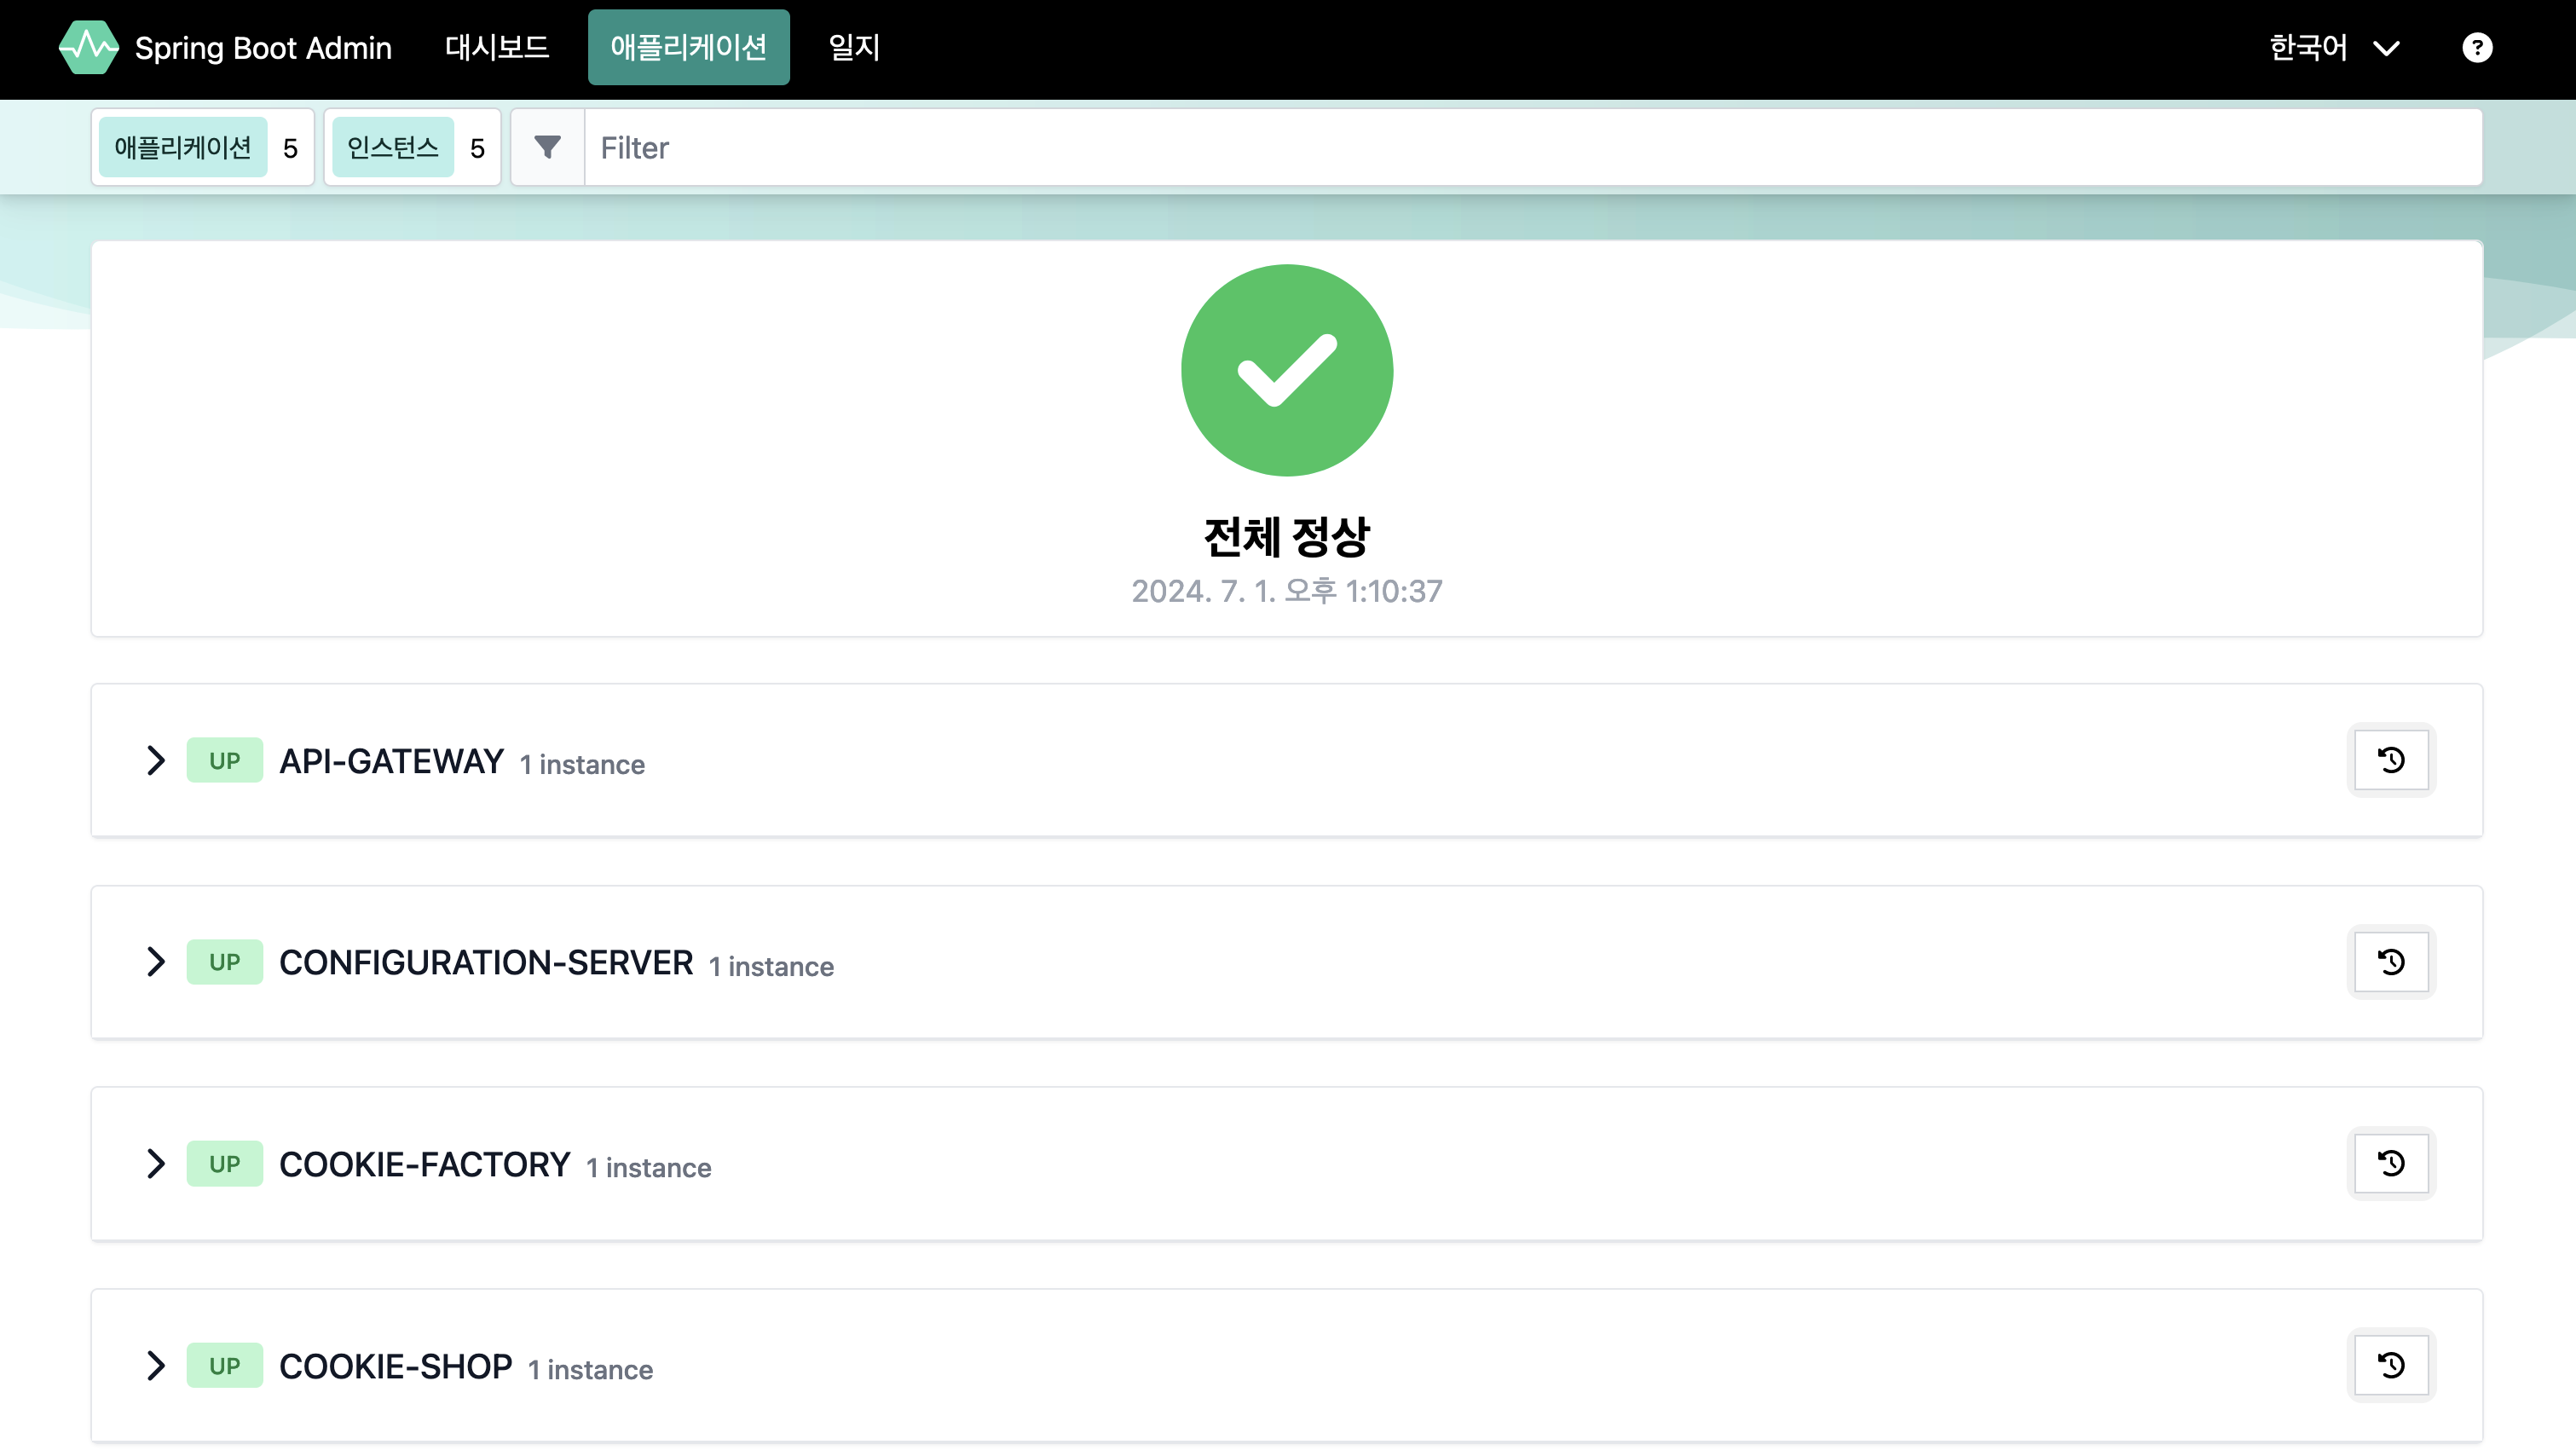 Spring Boot Admin 대시보드 애플리케이션 일지 한국어 ?
애플리케이션 5 인스턴스 5 Filter
전체 정상
2024. 7. 1. 오후 1:10:37
UP API-GATEWAY 1 instance
UP CONFIGURATION-SERVER 1 instance
UP COOKIE-FACTORY 1 instance
UP COOKIE-SHOP 1 instance